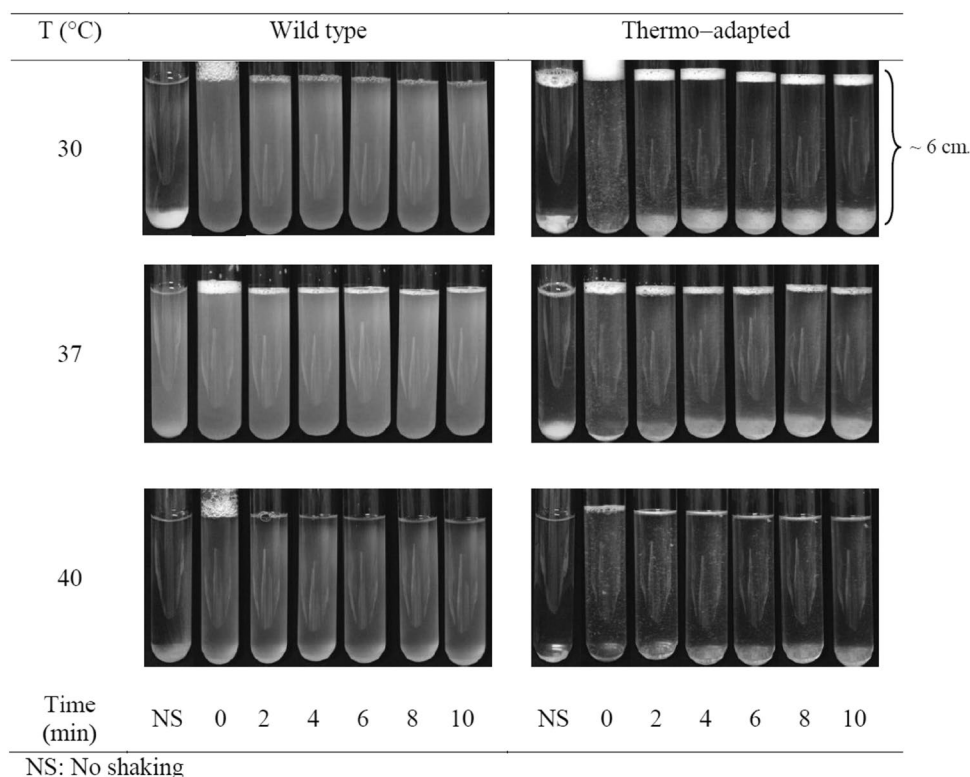 T (°C) Wild type Thermo–adapted
30
~ 6 cm.
37
40
Time
(min) NS 0 2 4 6 8 10 NS 0 2 4 6 8 10
NS: No shaking